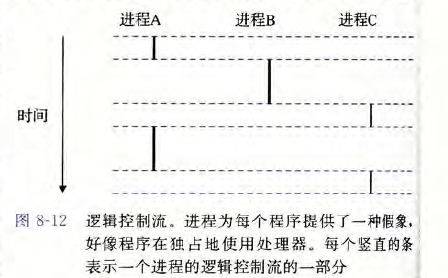 进程A 进程B 进程C
时间
图 8-12 逻辑控制流。进程为每个程序提供了一种假象,
好像程序在独占地使用处理器。每个竖直的条
表示一个进程的逻辑控制流的一部分